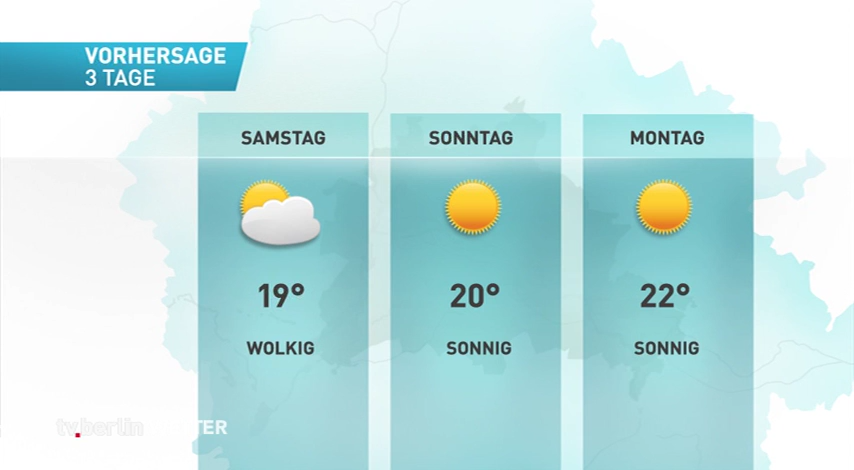 VORHERSAGE
3 TAGE
SAMSTAG
SONNTAG
MONTAG
19°
20°
22°
WOLKIG
SONNIG
SONNIG
tv.berlin